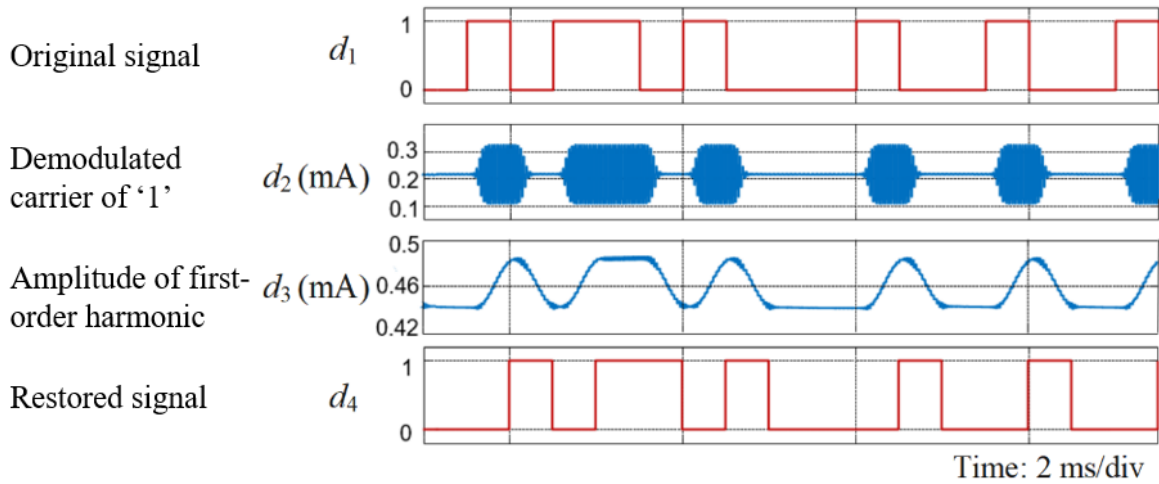 Original signal
d₁
1
0
Demodulated
carrier of ‘1’
d₂ (mA)
0.3
0.2
0.1
Amplitude of first-
order harmonic
d₃ (mA)
0.5
0.46
0.42
Restored signal
d₄
1
0
Time: 2 ms/div